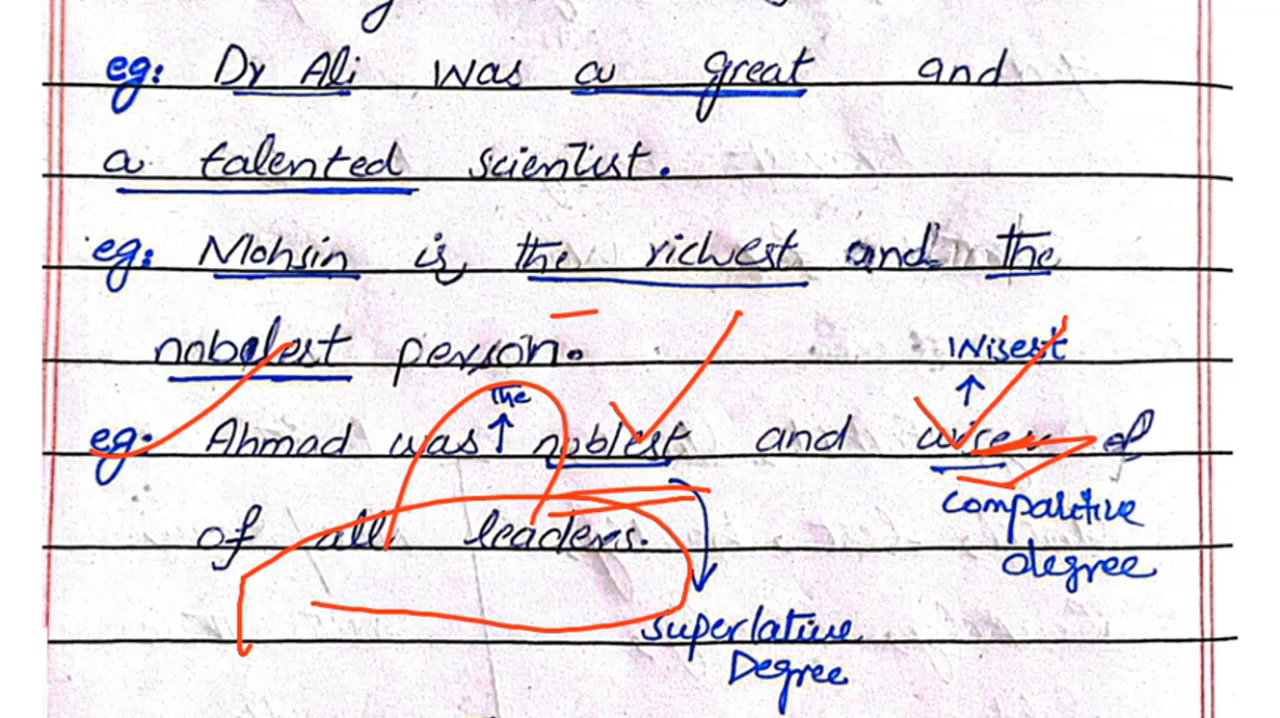 eg: Dr Ali was a great and
a talented scientist.
eg: Mohsin is the richest and the
noblest person.
Wisest
the
eg. Ahmad was noblest and wiser of
of all leaders.
compartive
degree
superlative
Degree